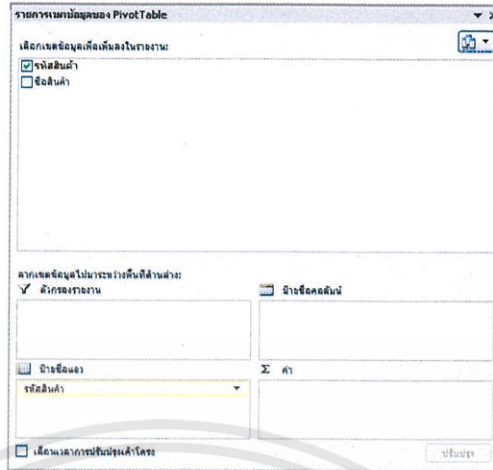 รายการเขตข้อมูลของ PivotTable
เลือกเขตข้อมูลเพื่อเพิ่มลงในรายงาน:
รหัสสินค้า
ชื่อสินค้า
ลากเขตข้อมูลไปมาระหว่างพื้นที่ด้านล่าง:
ตัวกรองรายงาน
ป้ายชื่อคอลัมน์
ป้ายชื่อแถว
Σ ค่า
รหัสสินค้า
เลื่อนเวลาการปรับปรุงเค้าโครง
ปรับปรุง